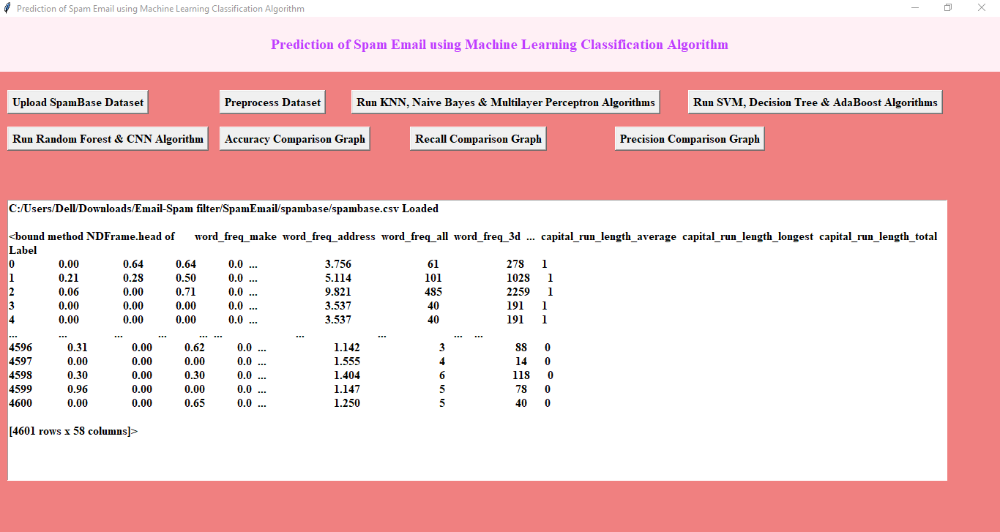 Prediction of Spam Email using Machine Learning Classification Algorithm
Prediction of Spam Email using Machine Learning Classification Algorithm
Upload SpamBase Dataset Preprocess Dataset Run KNN, Naive Bayes & Multilayer Perceptron Algorithms Run SVM, Decision Tree & AdaBoost Algorithms
Run Random Forest & CNN Algorithm Accuracy Comparison Graph Recall Comparison Graph Precision Comparison Graph
C:/Users/Dell/Downloads/Email-Spam filter/SpamEmail/spambase/spambase.csv Loaded
<bound method NDFrame.head of word_freq_make word_freq_address word_freq_all word_freq_3d ... capital_run_length_average capital_run_length_longest capital_run_length_total
Label
0 0.00 0.64 0.64 0.0 ... 3.756 61 278 1
1 0.21 0.28 0.50 0.0 ... 5.114 101 1028 1
2 0.06 0.00 0.71 0.0 ... 9.821 485 2259 1
3 0.00 0.00 0.00 0.0 ... 3.537 40 191 1
4 0.00 0.00 0.00 0.0 ... 3.537 40 191 1
... ... ... ... ... ... ... ... ... ...
4596 0.31 0.00 0.62 0.0 ... 1.142 3 88 0
4597 0.00 0.00 0.00 0.0 ... 1.555 4 14 0
4598 0.30 0.00 0.30 0.0 ... 1.404 6 118 0
4599 0.96 0.00 0.00 0.0 ... 1.147 5 78 0
4600 0.00 0.00 0.65 0.0 ... 1.250 5 40 0
[4601 rows x 58 columns]>